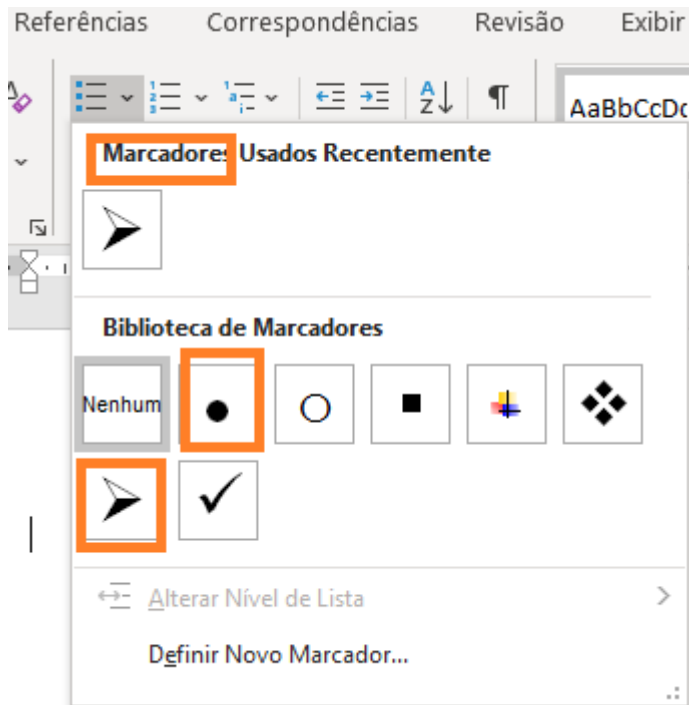 Referências Correspondências Revisão Exibir
AaBbCcDc
Marcadores Usados Recentemente
Biblioteca de Marcadores
Nenhum
Alterar Nível de Lista
Definir Novo Marcador...